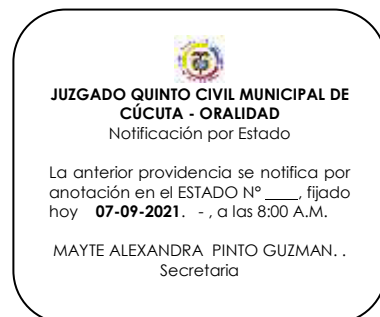 JUZGADO QUINTO CIVIL MUNICIPAL DE
CÚCUTA - ORALIDAD
Notificación por Estado
La anterior providencia se notifica por
anotación en el ESTADO N° ____, fijado
hoy 07-09-2021. - , a las 8:00 A.M.
MAYTE ALEXANDRA PINTO GUZMAN. .
Secretaria